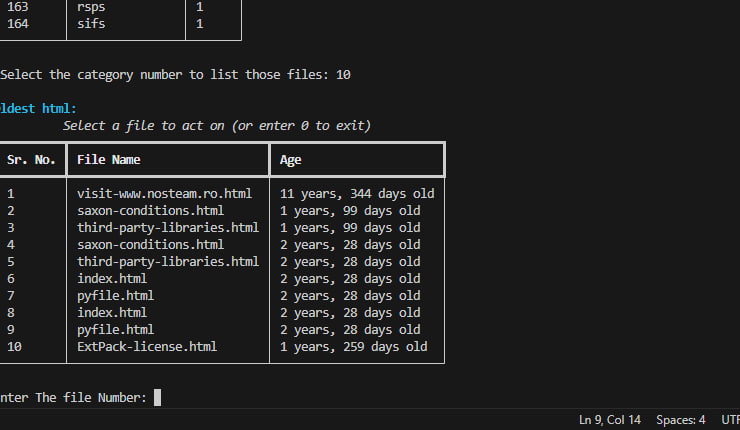 163 rsps 1
164 sifs 1
Select the category number to list those files: 10
ldest html:
Select a file to act on (or enter 0 to exit)
Sr. No. File Name Age
1 visit-www.nosteam.ro.html 11 years, 344 days old
2 saxon-conditions.html 1 years, 99 days old
3 third-party-libraries.html 1 years, 99 days old
4 saxon-conditions.html 2 years, 28 days old
5 third-party-libraries.html 2 years, 28 days old
6 index.html 2 years, 28 days old
7 pyfile.html 2 years, 28 days old
8 index.html 2 years, 28 days old
9 pyfile.html 2 years, 28 days old
10 ExtPack-license.html 1 years, 259 days old
nter The file Number:
Ln 9, Col 14 Spaces: 4 UTF